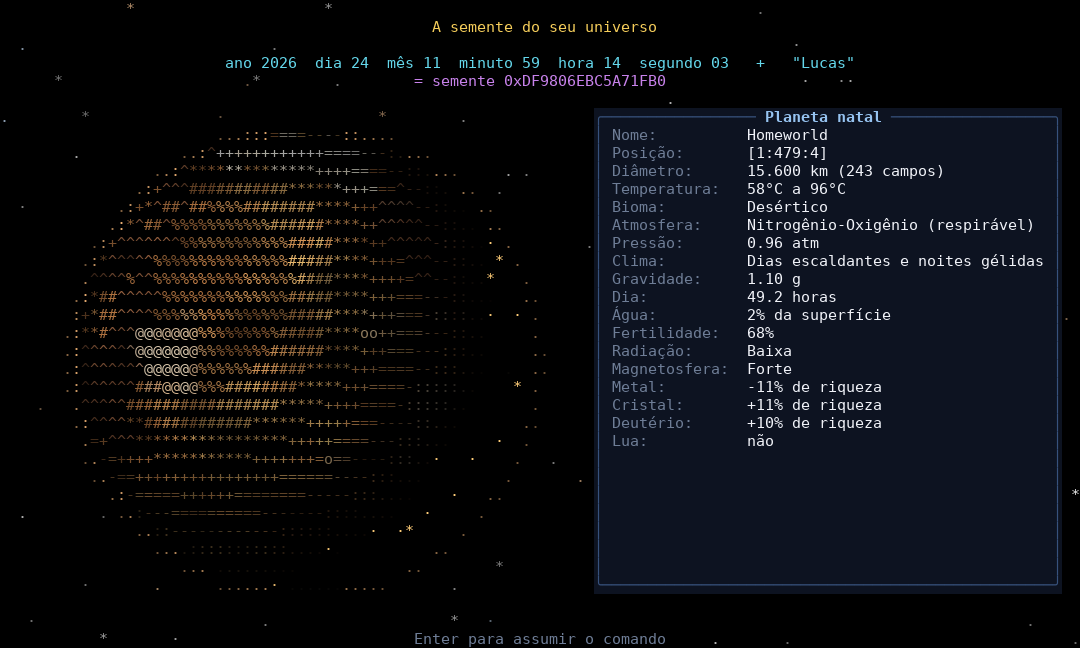 A semente do seu universo
ano 2026  dia 24  mês 11  minuto 59  hora 14  segundo 03   +   "Lucas"
= semente 0xDF9806EBC5A71FB0
Planeta natal
Nome: Homeworld
Posição: [1:479:4]
Diâmetro: 15.600 km (243 campos)
Temperatura: 58°C a 96°C
Bioma: Desértico
Atmosfera: Nitrogênio-Oxigênio (respirável)
Pressão: 0.96 atm
Clima: Dias escaldantes e noites gélidas
Gravidade: 1.10 g
Dia: 49.2 horas
Água: 2% da superfície
Fertilidade: 68%
Radiação: Baixa
Magnetosfera: Forte
Metal: -11% de riqueza
Cristal: +11% de riqueza
Deutério: +10% de riqueza
Lua: não
Enter para assumir o comando